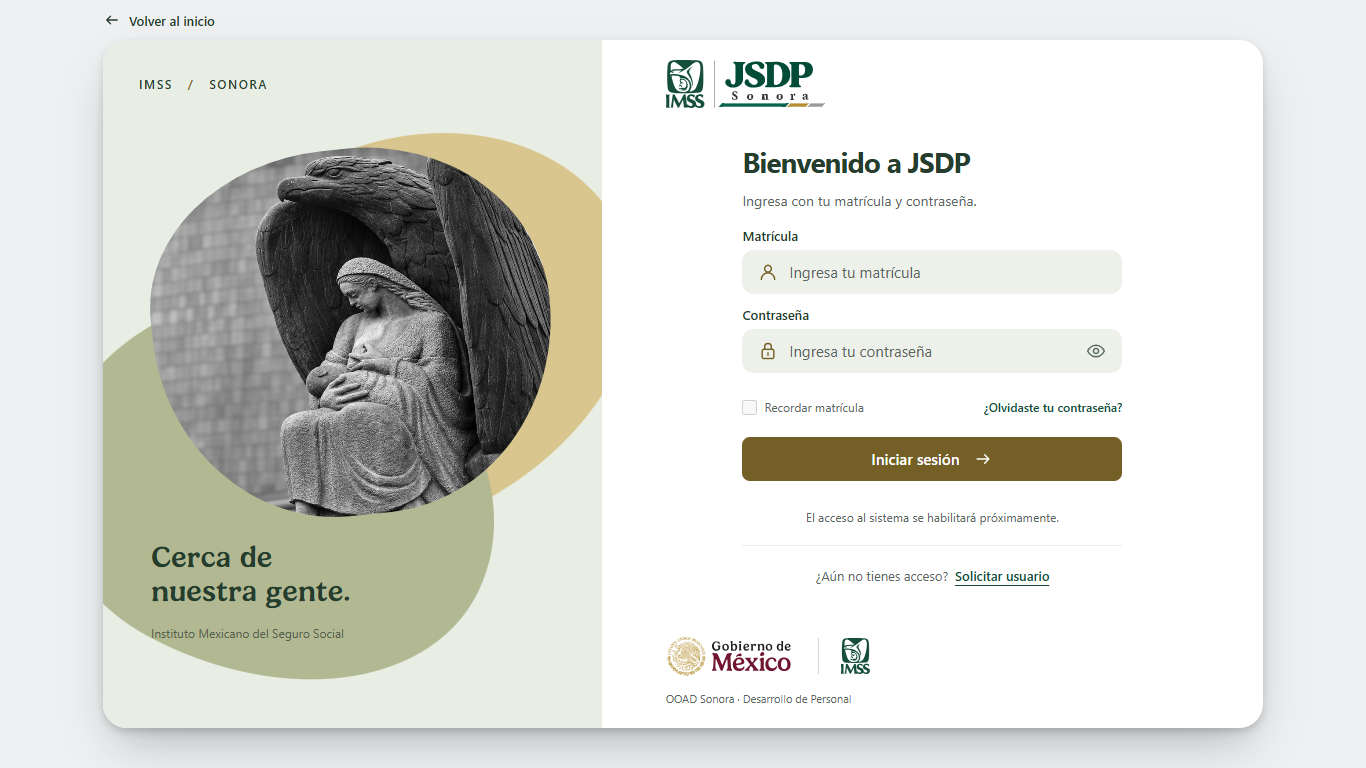 Volver al inicio
IMSS / SONORA
Cerca de
nuestra gente.
Instituto Mexicano del Seguro Social
IMSS
JSDP
Sonora
Bienvenido a JSDP
Ingresa con tu matrícula y contraseña.
Matrícula
Ingresa tu matrícula
Contraseña
Ingresa tu contraseña
Recordar matrícula
¿Olvidaste tu contraseña?
Iniciar sesión
El acceso al sistema se habilitará próximamente.
¿Aún no tienes acceso? Solicitar usuario
Gobierno de
México
IMSS
OOAD Sonora · Desarrollo de Personal